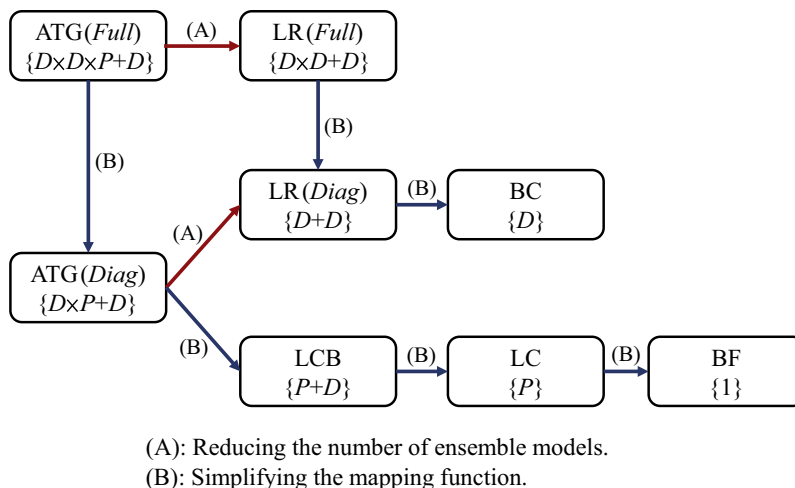 ATG(Full)
{D×D×P+D}
(A)
LR(Full)
{D×D+D}
(B)
(B)
LR(Diag)
{D+D}
(B)
BC
{D}
(A)
ATG(Diag)
{D×P+D}
(B)
LCB
{P+D}
(B)
LC
{P}
(B)
BF
{1}
(A): Reducing the number of ensemble models.
(B): Simplifying the mapping function.